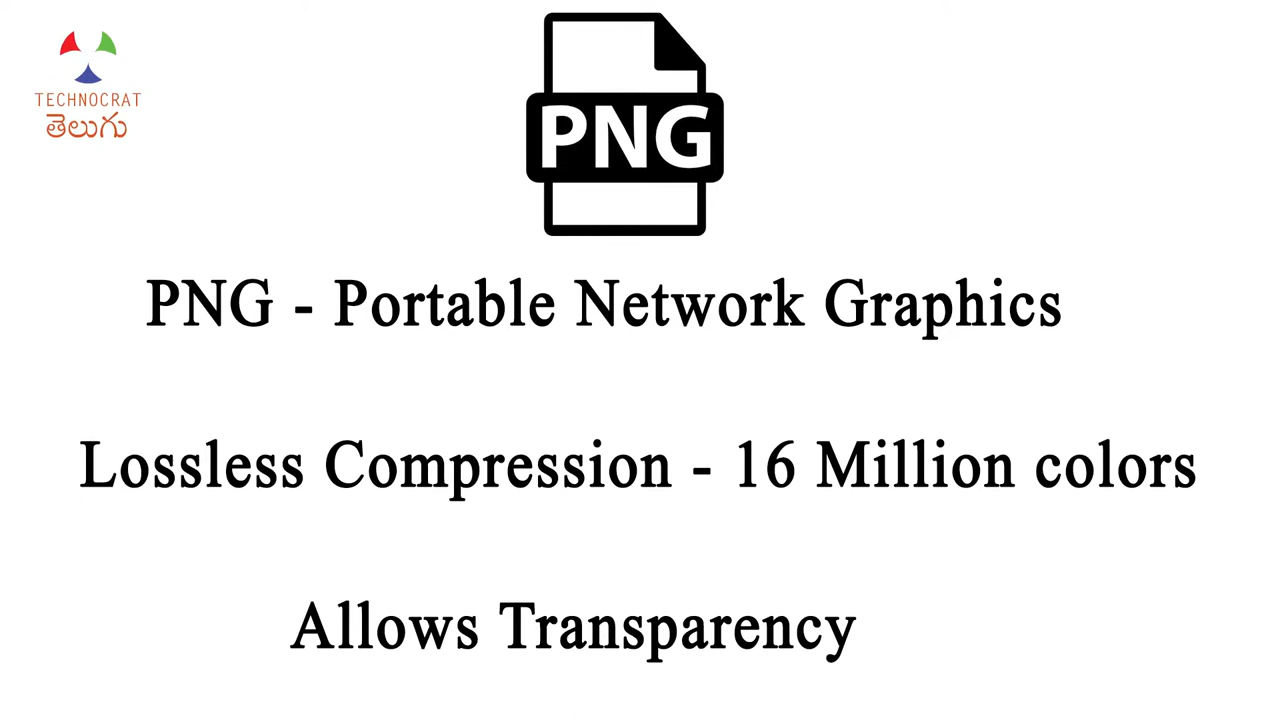 TECHNOCRAT
తెలుగు
PNG
PNG - Portable Network Graphics
Lossless Compression - 16 Million colors
Allows Transparency